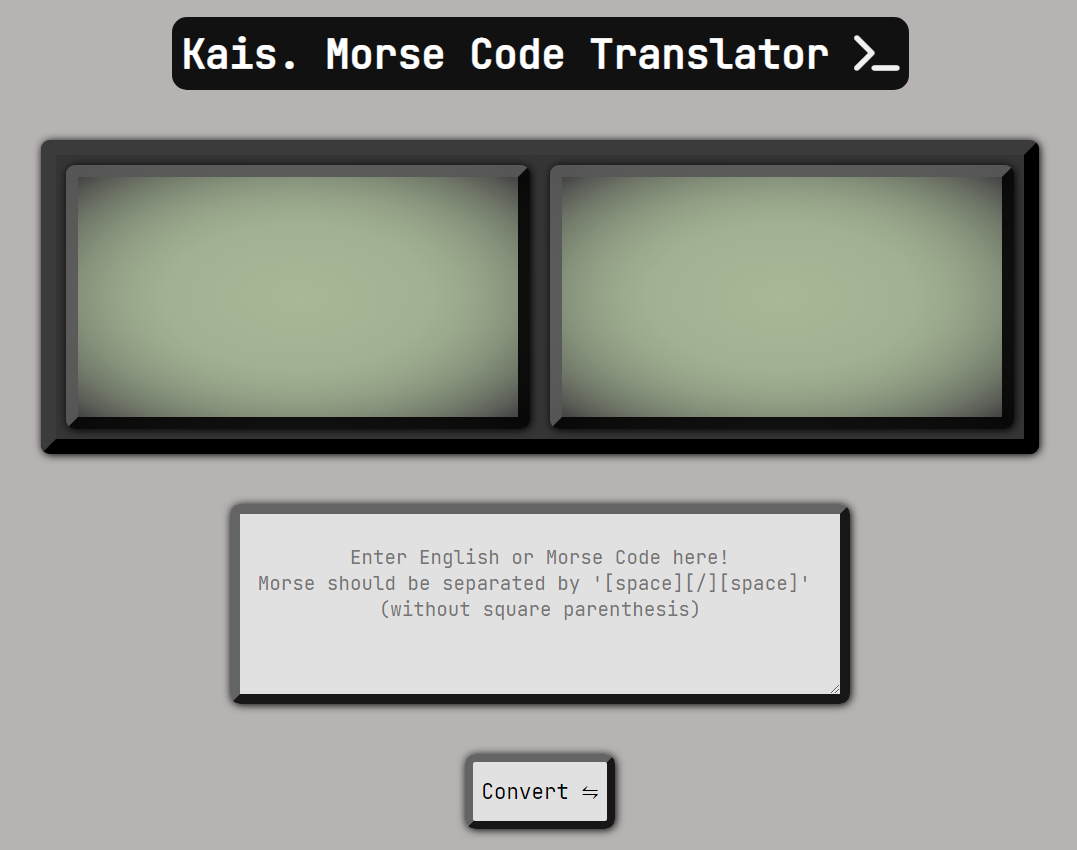 Kais. Morse Code Translator >_
Enter English or Morse Code here!
Morse should be separated by '[space][/][space]'
(without square parenthesis)
Convert ⇋